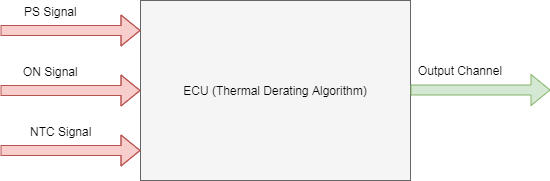 PS Signal
ON Signal
NTC Signal
ECU (Thermal Derating Algorithm)
Output Channel